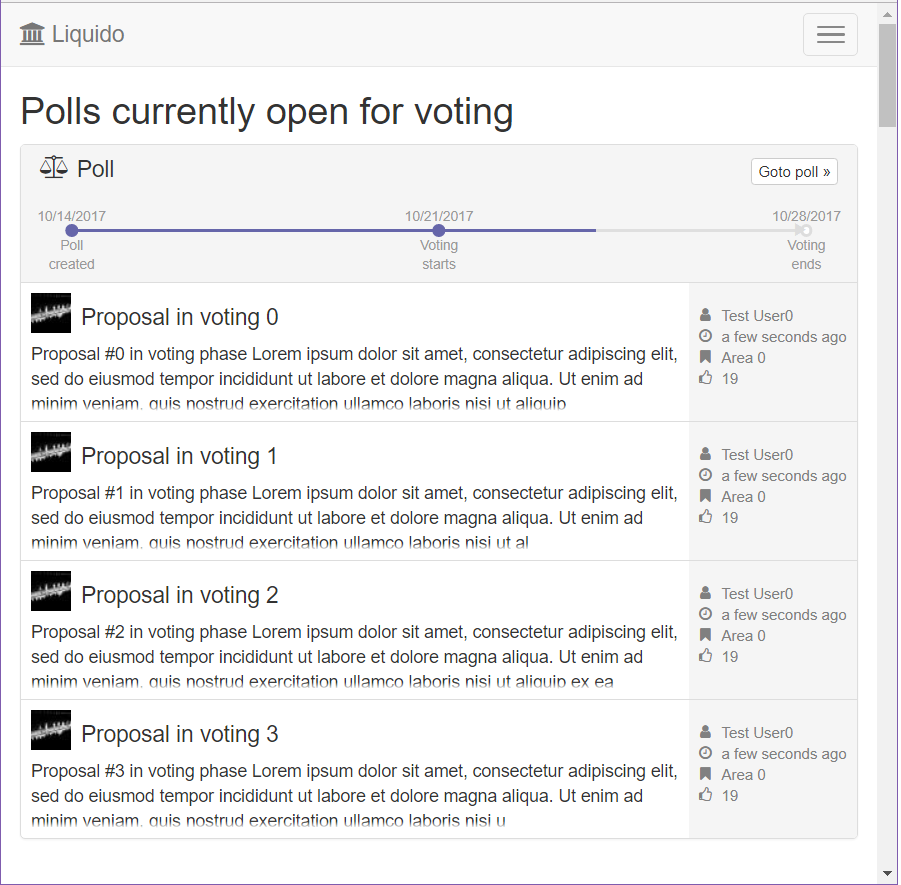 Liquido
Polls currently open for voting
Poll
Goto poll »
10/14/2017 10/21/2017 10/28/2017
Poll Voting Voting
created starts ends
Proposal in voting 0
Proposal #0 in voting phase Lorem ipsum dolor sit amet, consectetur adipiscing elit,
sed do eiusmod tempor incididunt ut labore et dolore magna aliqua. Ut enim ad
minim veniam, quis nostrud exercitation ullamco laboris nisi ut aliquip
Test User0
a few seconds ago
Area 0
19
Proposal in voting 1
Proposal #1 in voting phase Lorem ipsum dolor sit amet, consectetur adipiscing elit,
sed do eiusmod tempor incididunt ut labore et dolore magna aliqua. Ut enim ad
minim veniam, quis nostrud exercitation ullamco laboris nisi ut al
Test User0
a few seconds ago
Area 0
19
Proposal in voting 2
Proposal #2 in voting phase Lorem ipsum dolor sit amet, consectetur adipiscing elit,
sed do eiusmod tempor incididunt ut labore et dolore magna aliqua. Ut enim ad
minim veniam, quis nostrud exercitation ullamco laboris nisi ut aliquip ex ea
Test User0
a few seconds ago
Area 0
19
Proposal in voting 3
Proposal #3 in voting phase Lorem ipsum dolor sit amet, consectetur adipiscing elit,
sed do eiusmod tempor incididunt ut labore et dolore magna aliqua. Ut enim ad
minim veniam, quis nostrud exercitation ullamco laboris nisi u
Test User0
a few seconds ago
Area 0
19